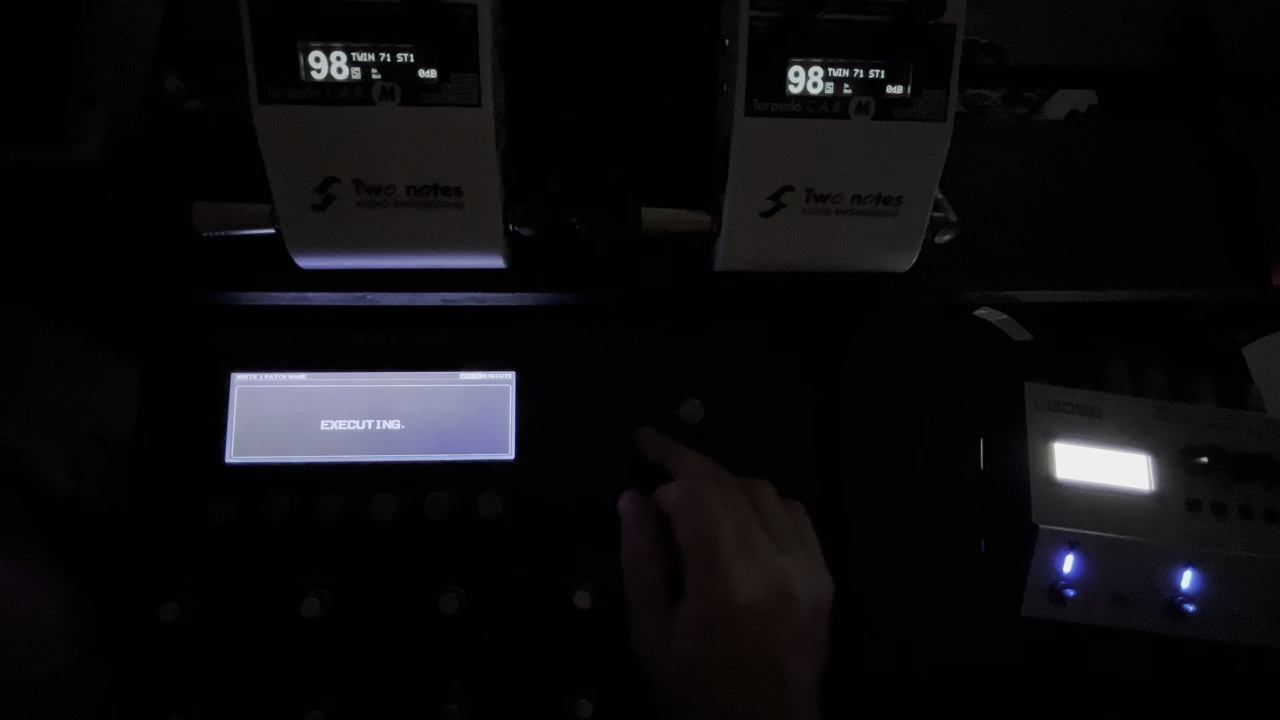 98 TWIN 71 ST1
0dB
Torpedo C.A.B. M
Two notes
AUDIO ENGINEERING
98 TWIN 71 ST1
0dB
Torpedo C.A.B. M
Two notes
AUDIO ENGINEERING
WRITE > PATCH NAME
EXECUTE
EXECUTING.
BOSS